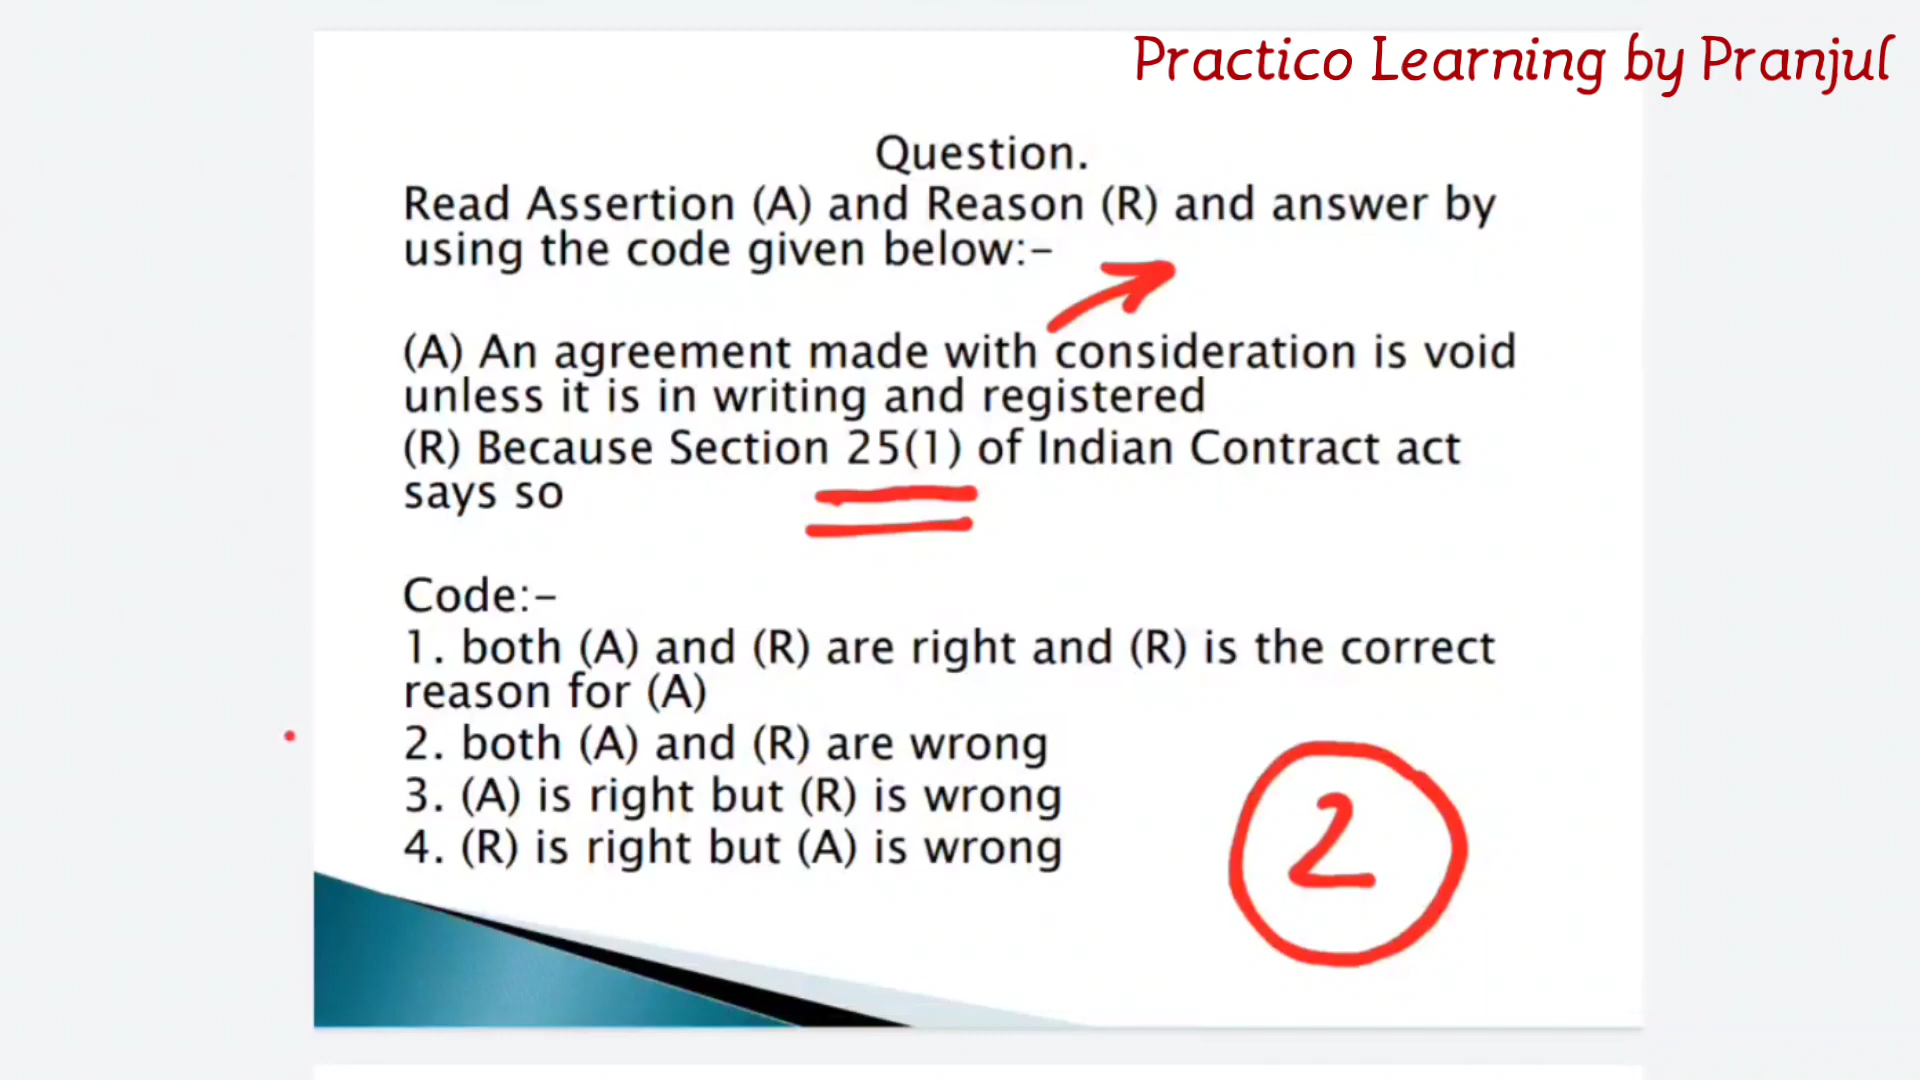 Practico Learning by Pranjul
Question.
Read Assertion (A) and Reason (R) and answer by
using the code given below:-
(A) An agreement made with consideration is void
unless it is in writing and registered
(R) Because Section 25(1) of Indian Contract act
says so
Code:-
1. both (A) and (R) are right and (R) is the correct
reason for (A)
2. both (A) and (R) are wrong
3. (A) is right but (R) is wrong
4. (R) is right but (A) is wrong
2